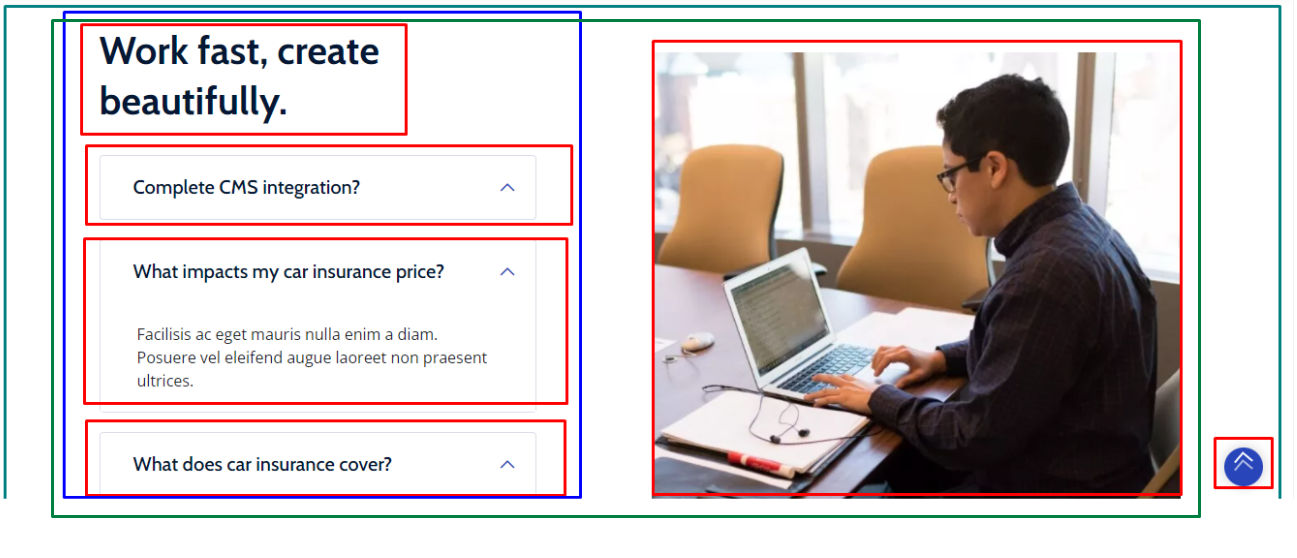 Work fast, create
beautifully.
Complete CMS integration?
What impacts my car insurance price?
Facilisis ac eget mauris nulla enim a diam.
Posuere vel eleifend augue laoreet non praesent
ultrices.
What does car insurance cover?